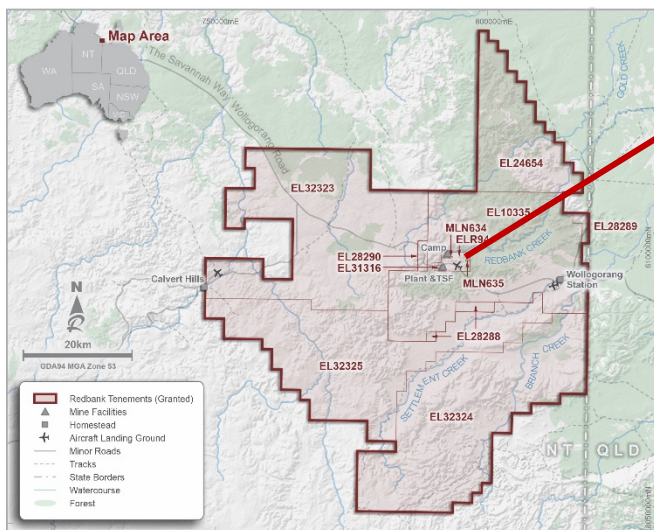 750000mE
800000mE
Map Area
NT
WA
QLD
SA
NSW
The Savannah Way, Wollogorang Road
GOLD CREEK
EL24654
EL32323
EL10335
MLN634
ELR94
EL28289
Camp
EL28290
REDBANK CREEK
EL31316
8100000mN
Plant &TSF
MLN635
Wollogorang
Station
Calvert Hills
N
20km
GDA94 MGA Zone 53
EL28288
EL32325
SETTLEMENT CREEK
BRANCH CREEK
EL32324
NT QLD
8050000mN
Redbank Tenements (Granted)
Mine Facilities
Homestead
Aircraft Landing Ground
Minor Roads
Tracks
State Borders
Watercourse
Forest